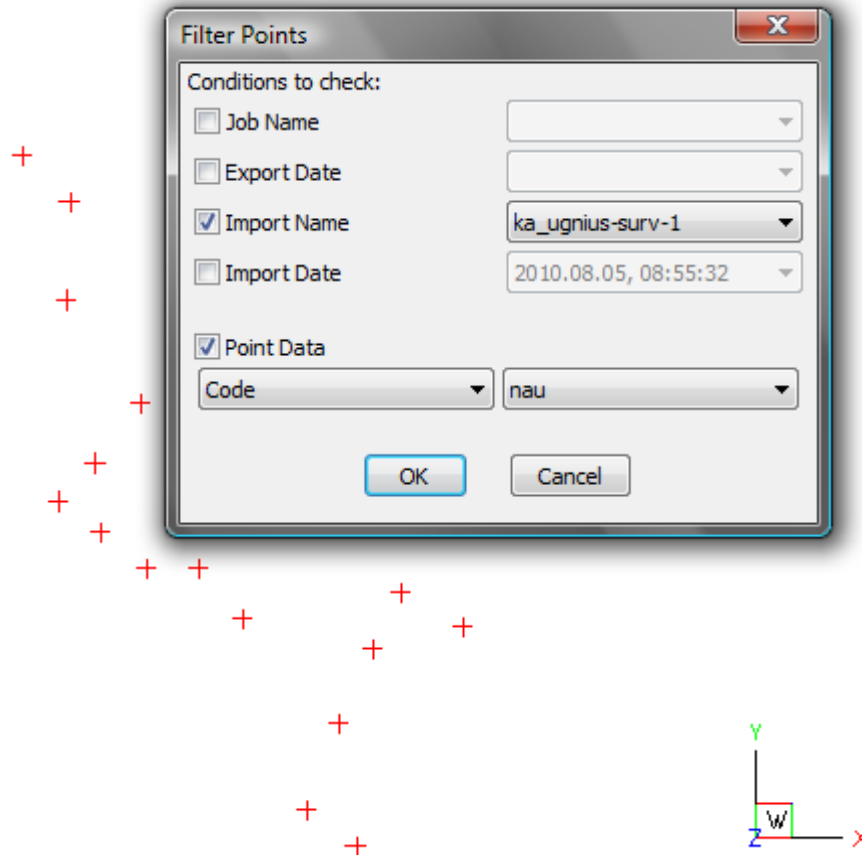 Filter Points
Conditions to check:
Job Name
Export Date
Import Name ka_ugnius-surv-1
Import Date 2010.08.05, 08:55:32
Point Data
Code nau
OK Cancel
Y
W
Z X